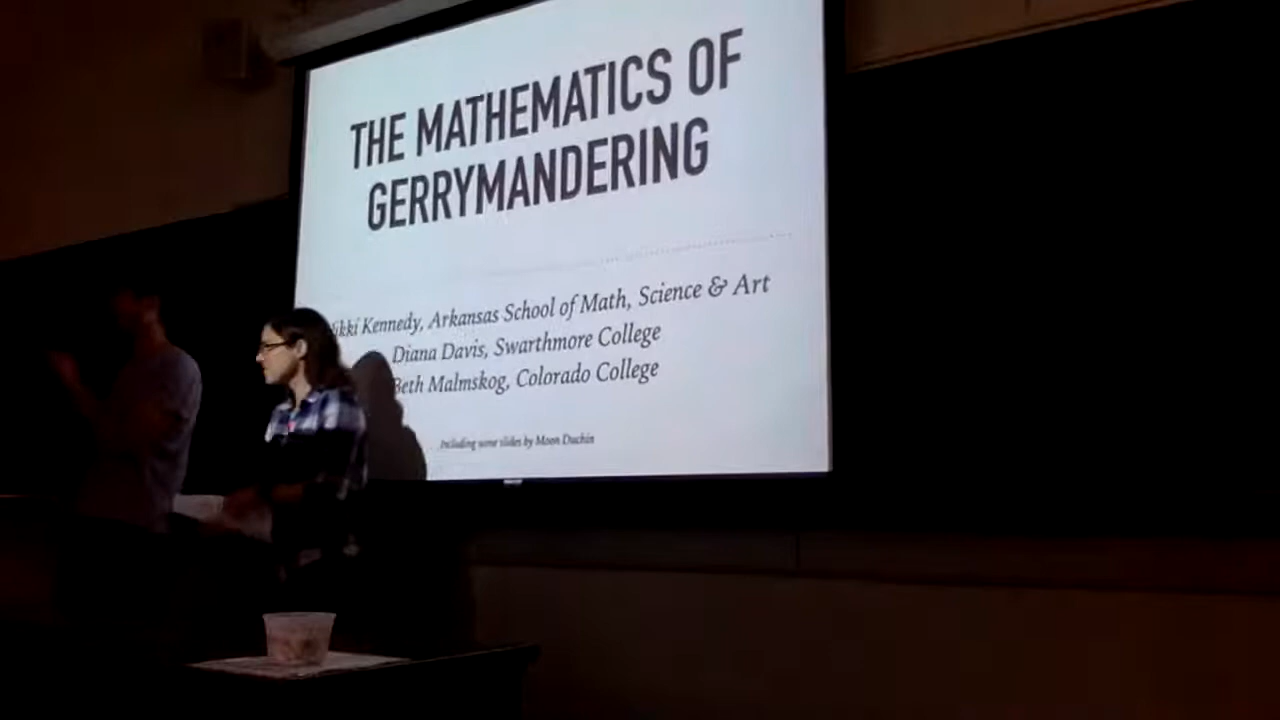 THE MATHEMATICS OF
GERRYMANDERING
Kennedy, Arkansas School of Math, Science & Art
Diana Davis, Swarthmore College
Beth Malmskog, Colorado College
Including some slides by Moon Duchin